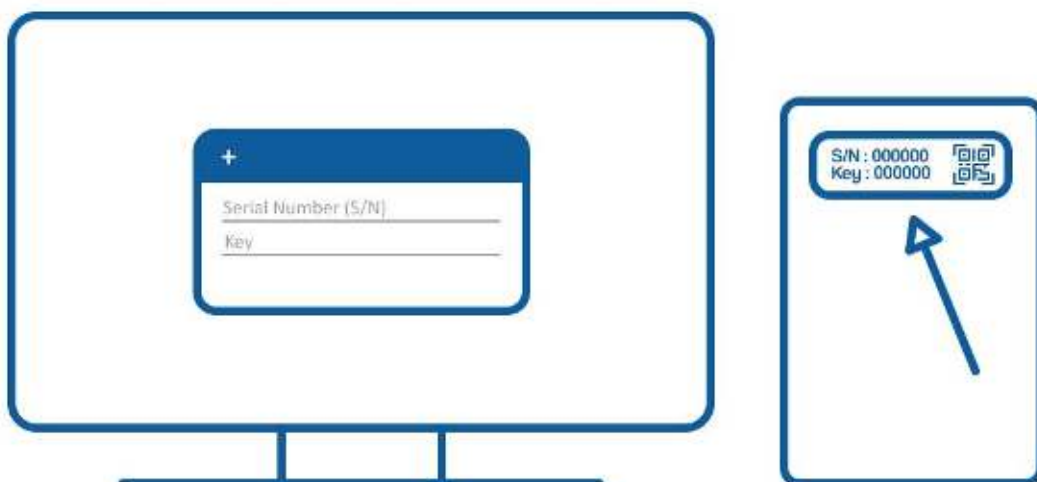 +
Serial Number (S/N)
Key
S/N : 000000
Key : 000000